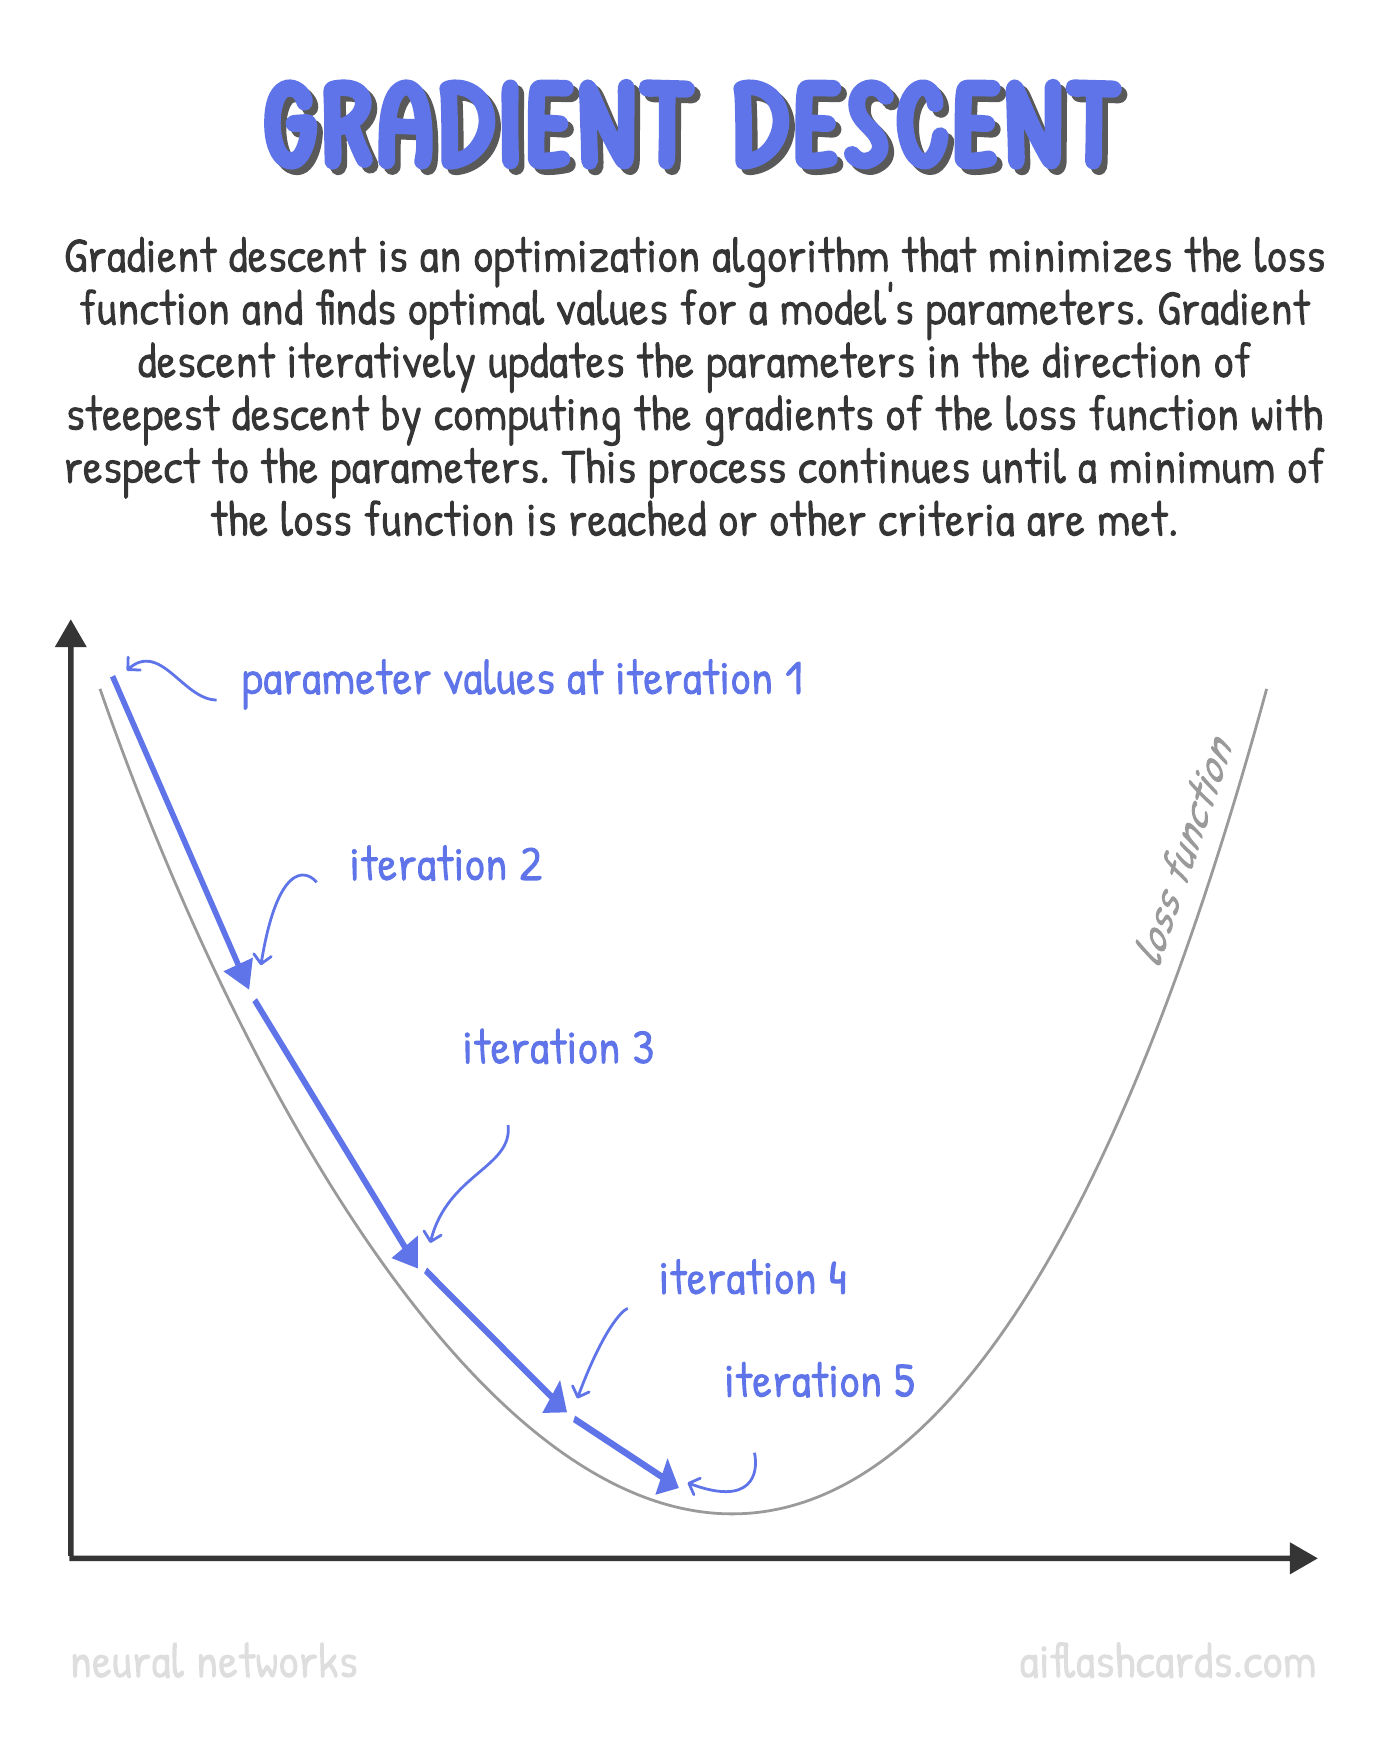 GRADIENT DESCENT
Gradient descent is an optimization algorithm that minimizes the loss
function and finds optimal values for a model's parameters. Gradient
descent iteratively updates the parameters in the direction of
steepest descent by computing the gradients of the loss function with
respect to the parameters. This process continues until a minimum of
the loss function is reached or other criteria are met.
parameter values at iteration 1
loss function
iteration 2
iteration 3
iteration 4
iteration 5
neural networks
aiflashcards.com